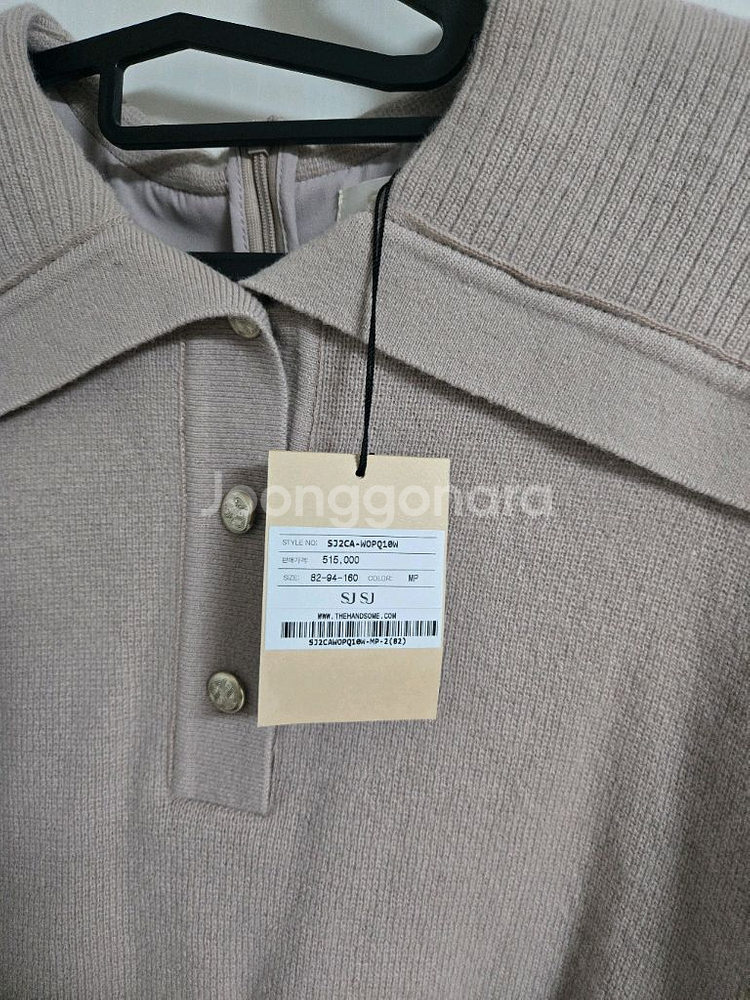 Joonggonara
STYLE NO: SJ2CA-WOPQ10W
판매가격: 515,000
SIZE: 82-94-160 COLOR: MP
SJ SJ
WWW.THEHANDSOME.COM
SJ2CAWOPQ10W-MP-2(82)